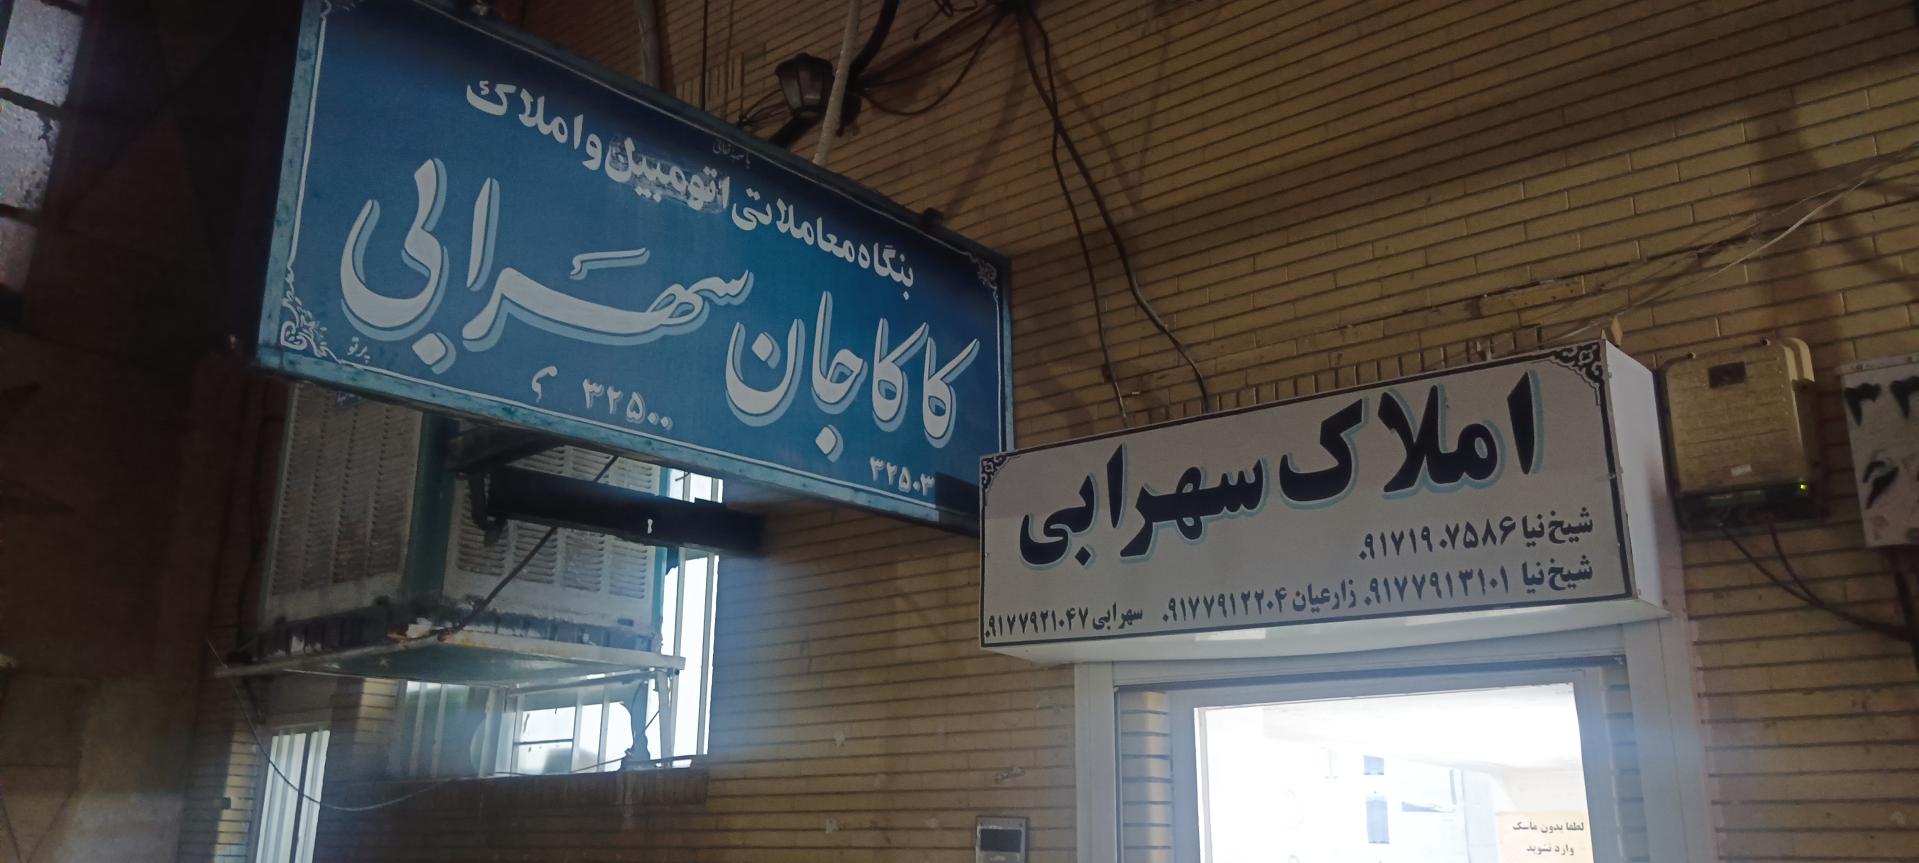 بنگاه معاملاتی اتومبیل و املاک
کاکاجان سهرابی
۳۲۵۰۰
۳۲۵۰۳
پرتو
املاک سهرابی
شیخ نیا ۰۹۱۷۱۹۰۷۵۸۶
شیخ نیا ۰۹۱۷۷۹۱۳۱۰۱ زارعیان ۰۹۱۷۷۹۱۲۲۰۴ سهرابی ۰۹۱۷۷۹۲۱۰۴۷
لطفا بدون ماسک
وارد نشوید